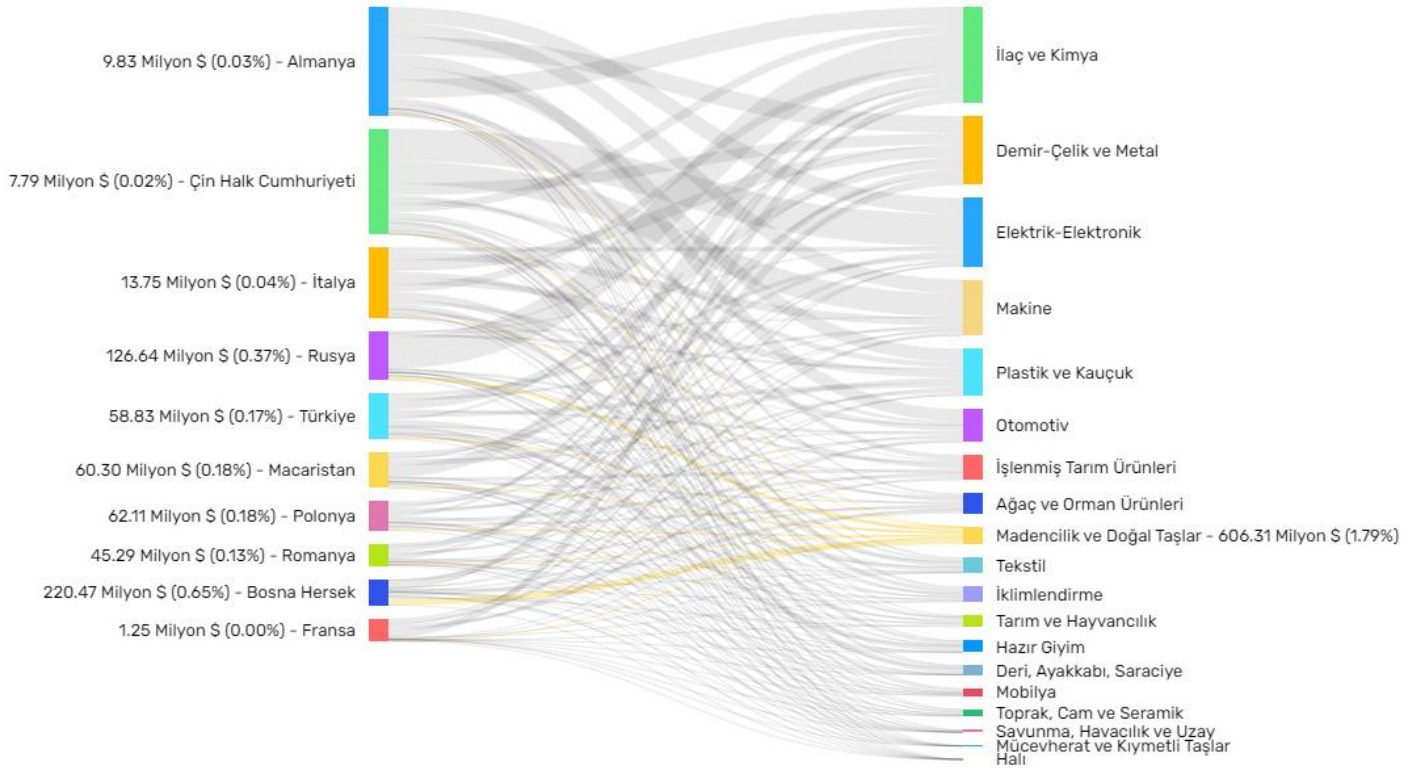 9.83 Milyon $ (0.03%) - Almanya
7.79 Milyon $ (0.02%) - Çin Halk Cumhuriyeti
13.75 Milyon $ (0.04%) - İtalya
126.64 Milyon $ (0.37%) - Rusya
58.83 Milyon $ (0.17%) - Türkiye
60.30 Milyon $ (0.18%) - Macaristan
62.11 Milyon $ (0.18%) - Polonya
45.29 Milyon $ (0.13%) - Romanya
220.47 Milyon $ (0.65%) - Bosna Hersek
1.25 Milyon $ (0.00%) - Fransa
İlaç ve Kimya
Demir-Çelik ve Metal
Elektrik-Elektronik
Makine
Plastik ve Kauçuk
Otomotiv
İşlenmiş Tarım Ürünleri
Ağaç ve Orman Ürünleri
Madencilik ve Doğal Taşlar - 606.31 Milyon $ (1.79%)
Tekstil
İklimlendirme
Tarım ve Hayvancılık
Hazır Giyim
Deri, Ayakkabı, Saraciye
Mobilya
Toprak, Cam ve Seramik
Savunma, Havacılık ve Uzay
Mücevherat ve Kıymetli Taşlar
Halı